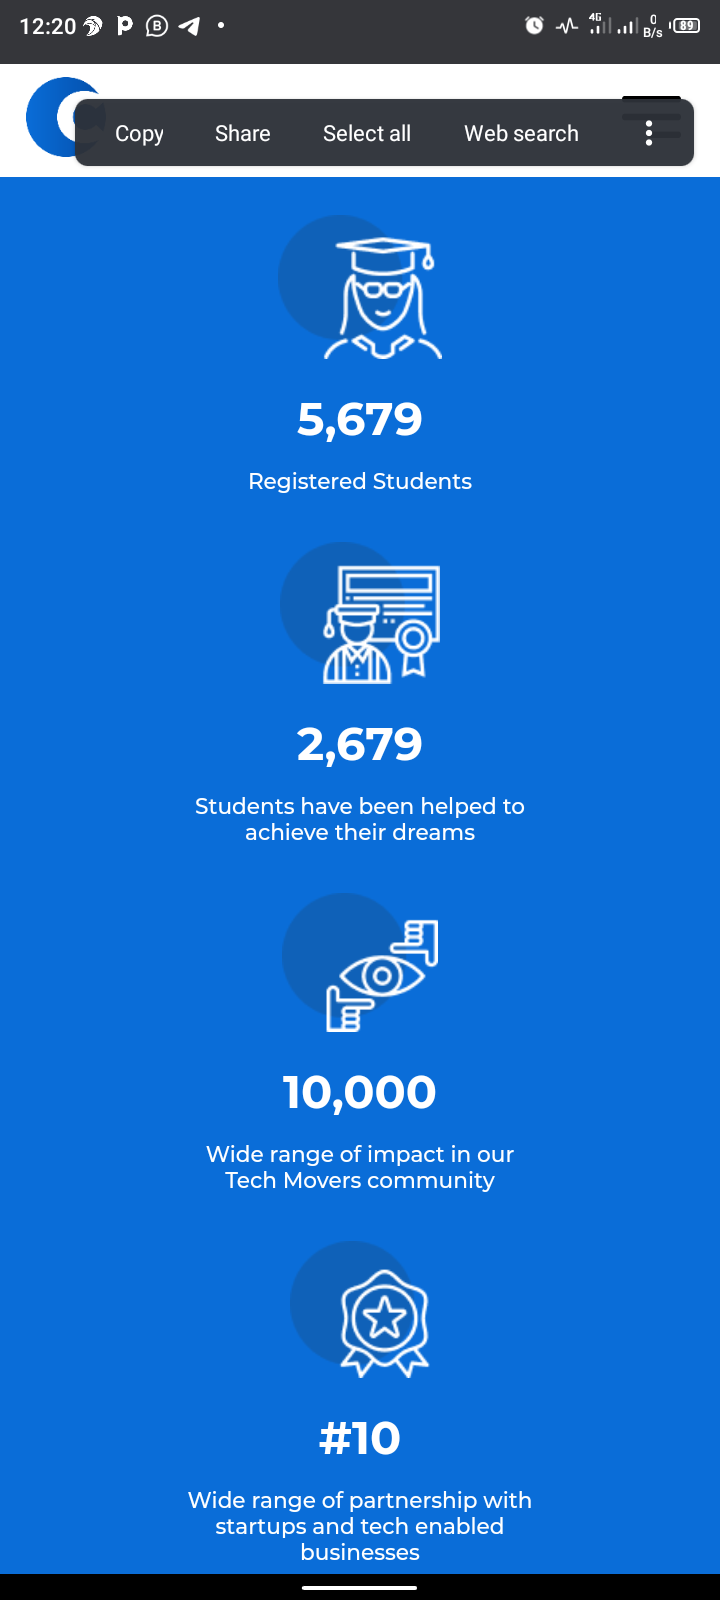 12:20
4G
0
B/s
89
Copy Share Select all Web search
5,679
Registered Students
2,679
Students have been helped to
achieve their dreams
10,000
Wide range of impact in our
Tech Movers community
#10
Wide range of partnership with
startups and tech enabled
businesses